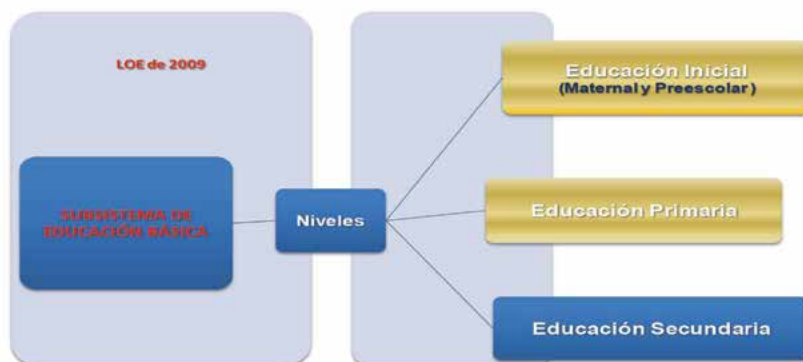 LOE de 2009
SUBSISTEMA DE
EDUCACIÓN BÁSICA
Niveles
Educación Inicial
(Maternal y Preescolar )
Educación Primaria
Educación Secundaria